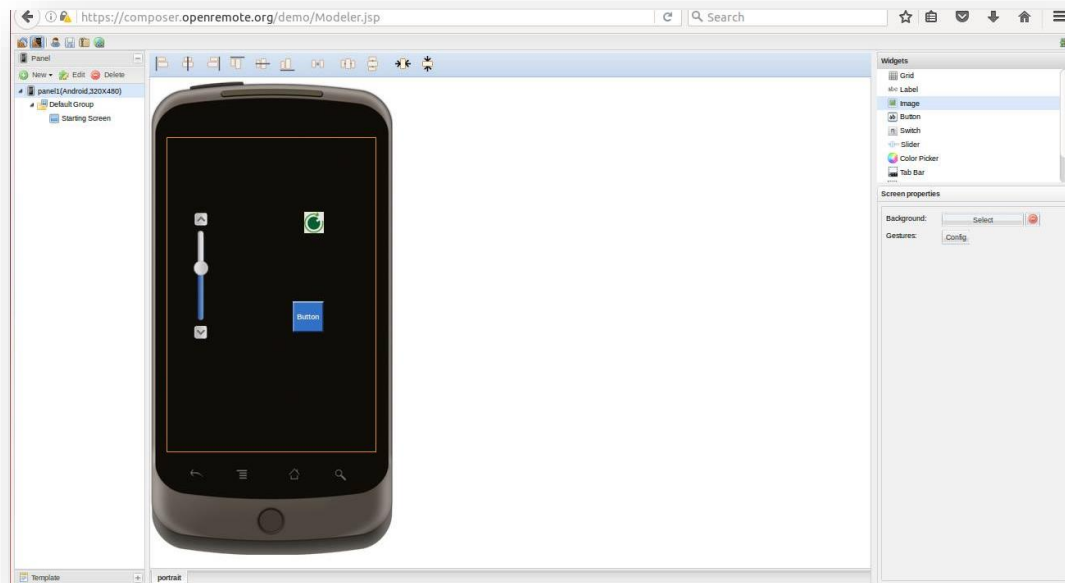 https://composer.openremote.org/demo/Modeler.jsp
Search
Panel
New Edit Delete
panel1(Android,320X480)
Default Group
Starting Screen
Template
Button
portrait
Widgets
Grid
abc Label
Image
ab Button
Switch
Slider
Color Picker
Tab Bar
Screen properties
Background: Select
Gestures: Config